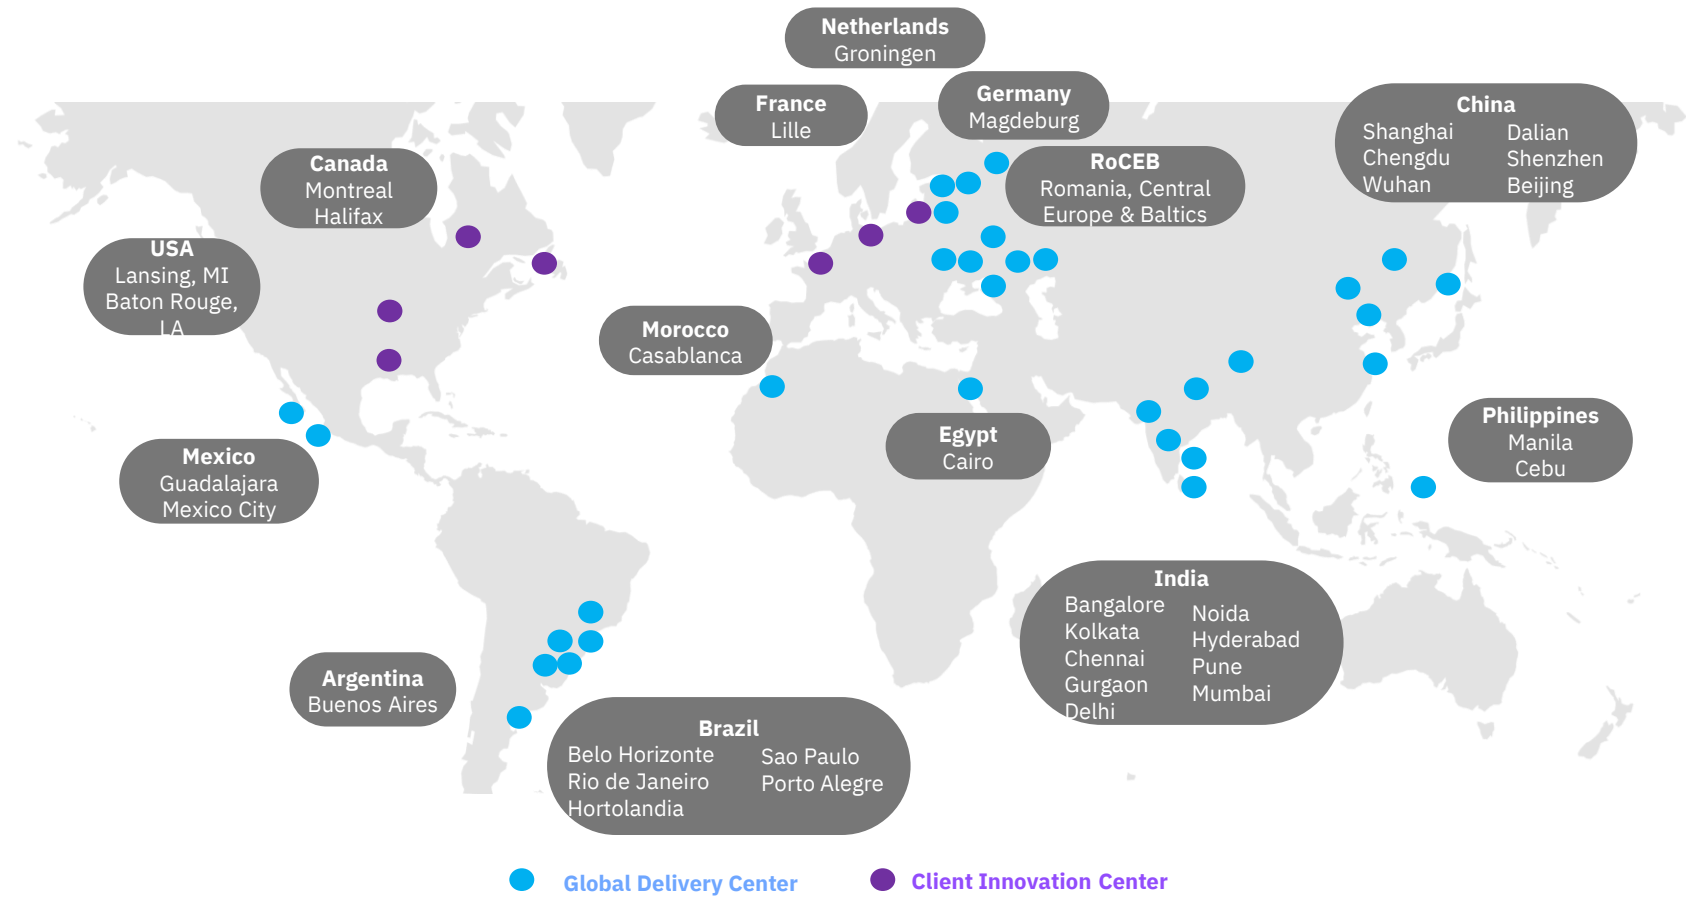 Netherlands
Groningen
France
Lille
Germany
Magdeburg
China
Shanghai
Chengdu
Wuhan
Dalian
Shenzhen
Beijing
Canada
Montreal
Halifax
RoCEB
Romania, Central
Europe & Baltics
USA
Lansing, MI
Baton Rouge,
LA
Morocco
Casablanca
Mexico
Guadalajara
Mexico City
Egypt
Cairo
Philippines
Manila
Cebu
India
Bangalore
Kolkata
Chennai
Gurgaon
Delhi
Noida
Hyderabad
Pune
Mumbai
Argentina
Buenos Aires
Brazil
Belo Horizonte
Rio de Janeiro
Hortolandia
Sao Paulo
Porto Alegre
Global Delivery Center
Client Innovation Center